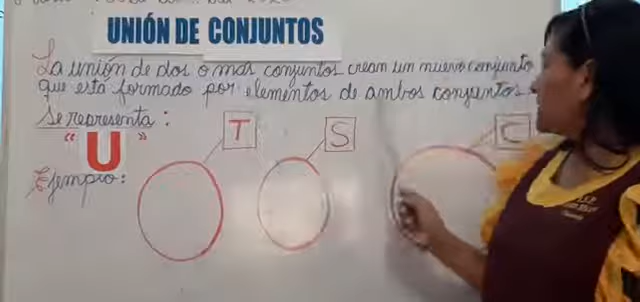 UNIÓN DE CONJUNTOS
La unión de dos o más conjuntos crean un nuevo conjunto
que está formado por elementos de ambos conjuntos
Se representa:
" U "
T
S
C
Ejemplo: